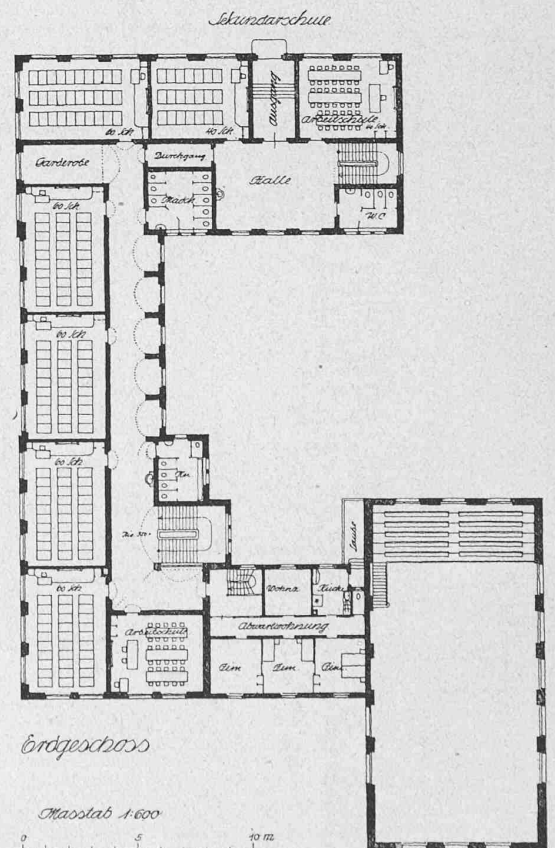 Sekundarschule
60 Sch
40 Sch
Ausgang
Arbeitschule
Garderobe
Durchgang
Halle
W.C
60 Sch
60 Sch
60 Sch
60 Sch
Arbeitschule
Laube
Wohnz
Küche
Abwartwohnung
Zim
Zim
Zim
Erdgeschoss
Masstab 1·600
0 5 10 m